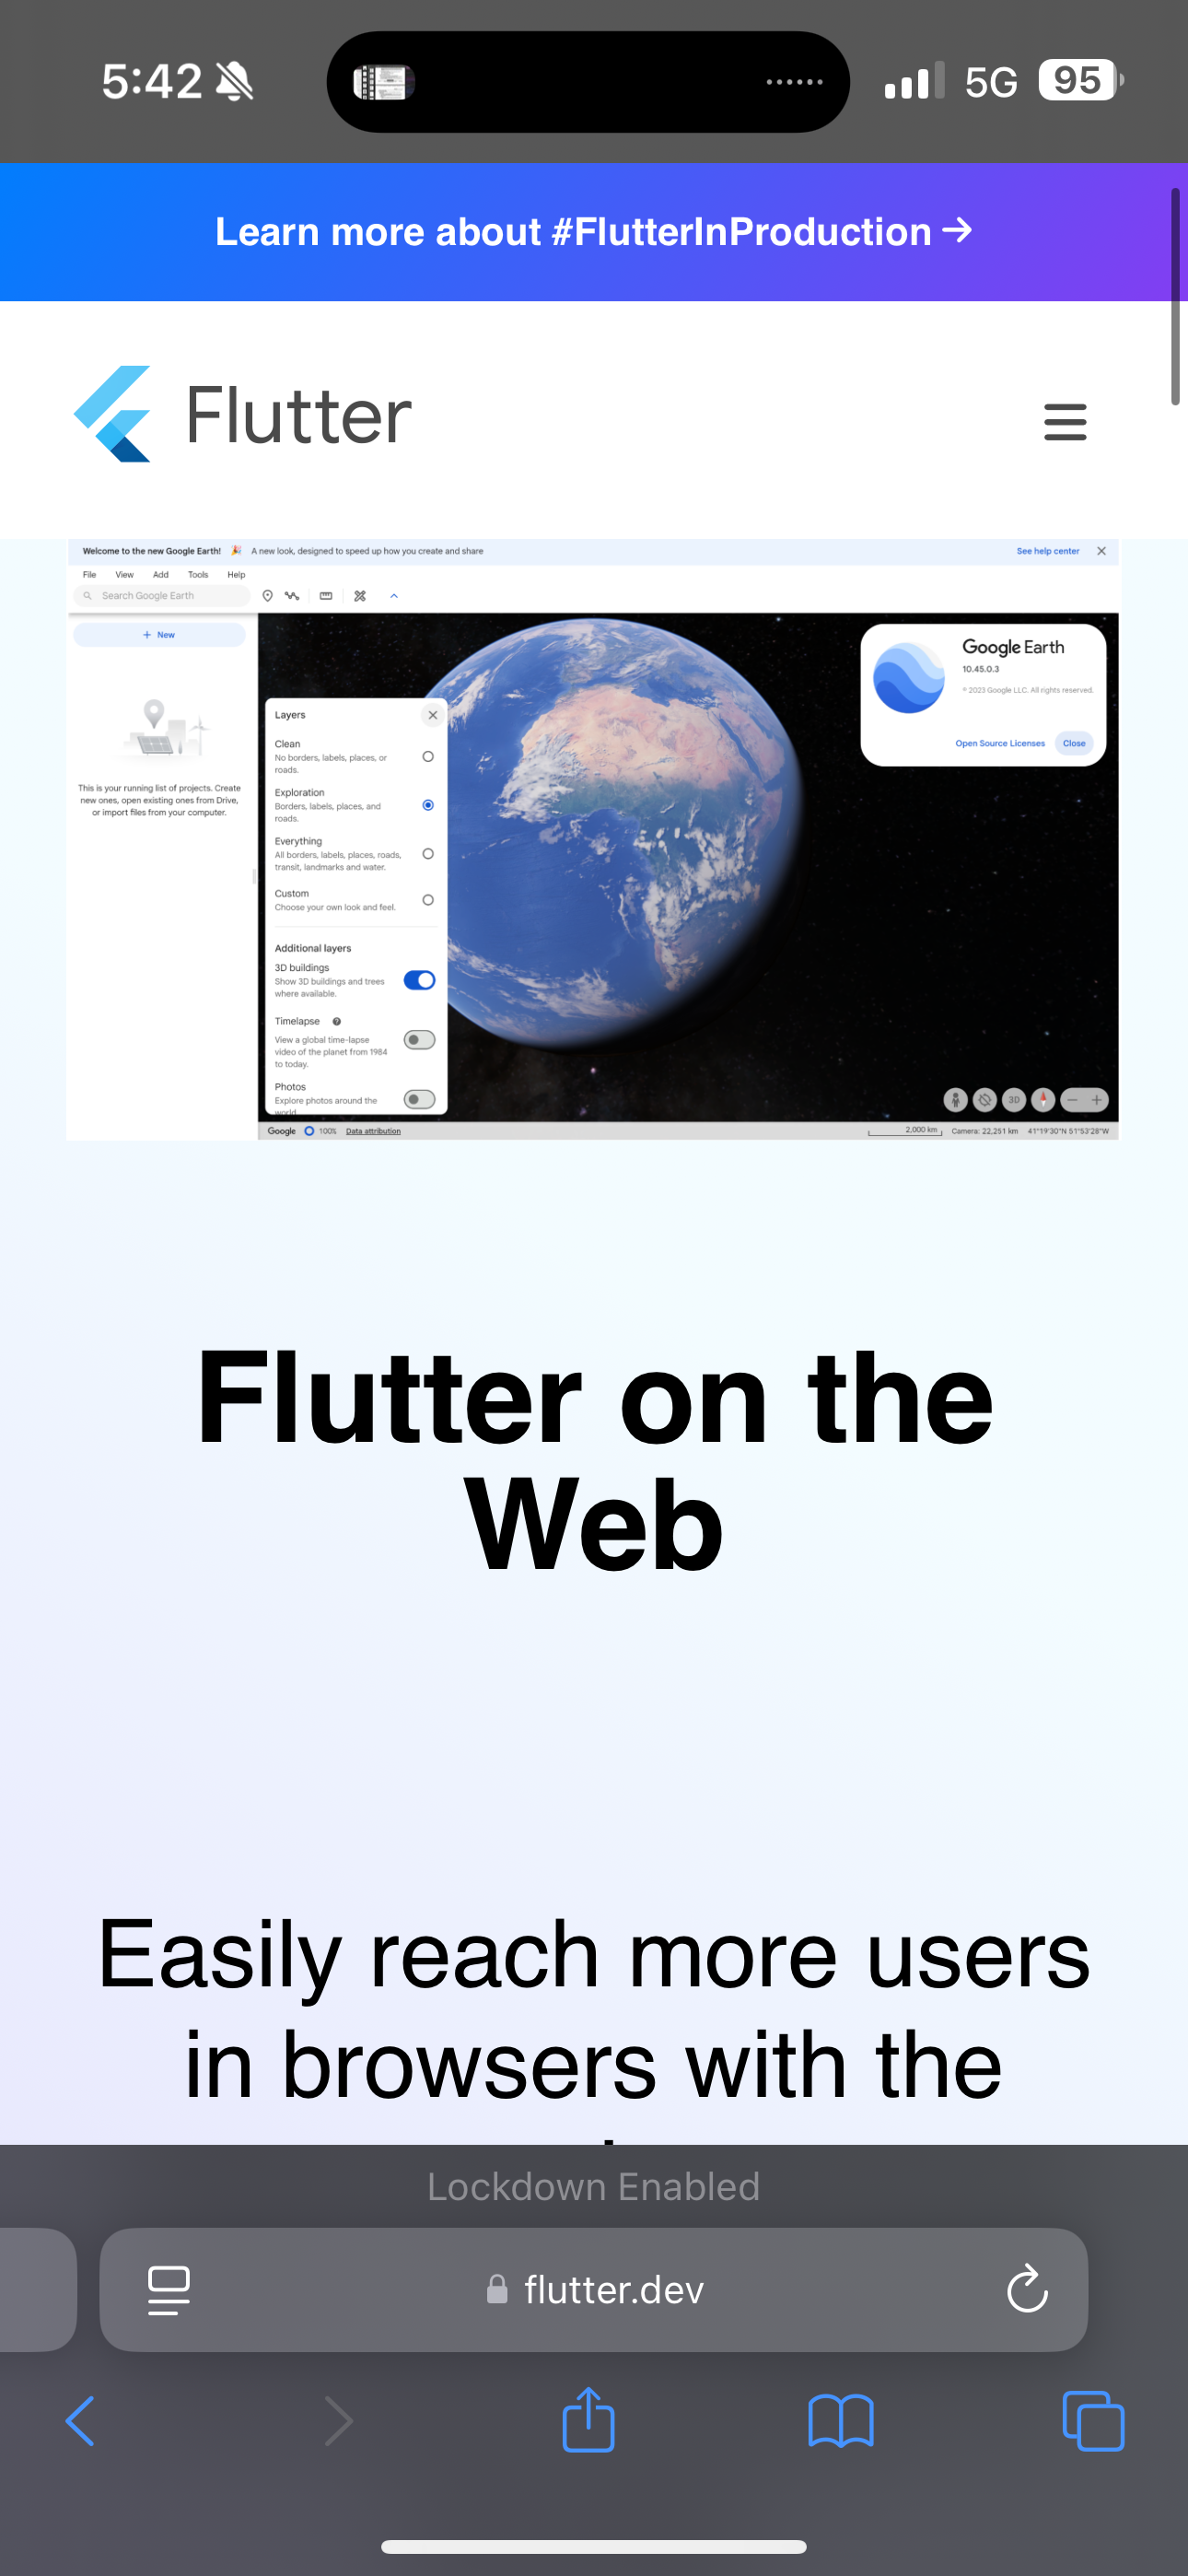 5:42
5G
95
Learn more about #FlutterInProduction →
Flutter
Welcome to the new Google Earth! 🎉 A new look, designed to speed up how you create and share
See help center
File View Add Tools Help
Search Google Earth
+ New
This is your running list of projects. Create
new ones, open existing ones from Drive,
or import files from your computer.
Layers
Clean
No borders, labels, places, or
roads.
Exploration
Borders, labels, places, and
roads.
Everything
All borders, labels, places, roads,
transit, landmarks and water.
Custom
Choose your own look and feel.
Additional layers
3D buildings
Show 3D buildings and trees
where available.
Timelapse
View a global time-lapse
video of the planet from 1984
to today.
Photos
Explore photos around the
world
Google Earth
10.45.0.3
© 2023 Google LLC. All rights reserved.
Open Source Licenses
Close
3D
Google 100% Data attribution
2,000 km Camera: 22,251 km 41°19'30"N 51°53'28"W
Flutter on the
Web
Easily reach more users
in browsers with the
Lockdown Enabled
flutter.dev